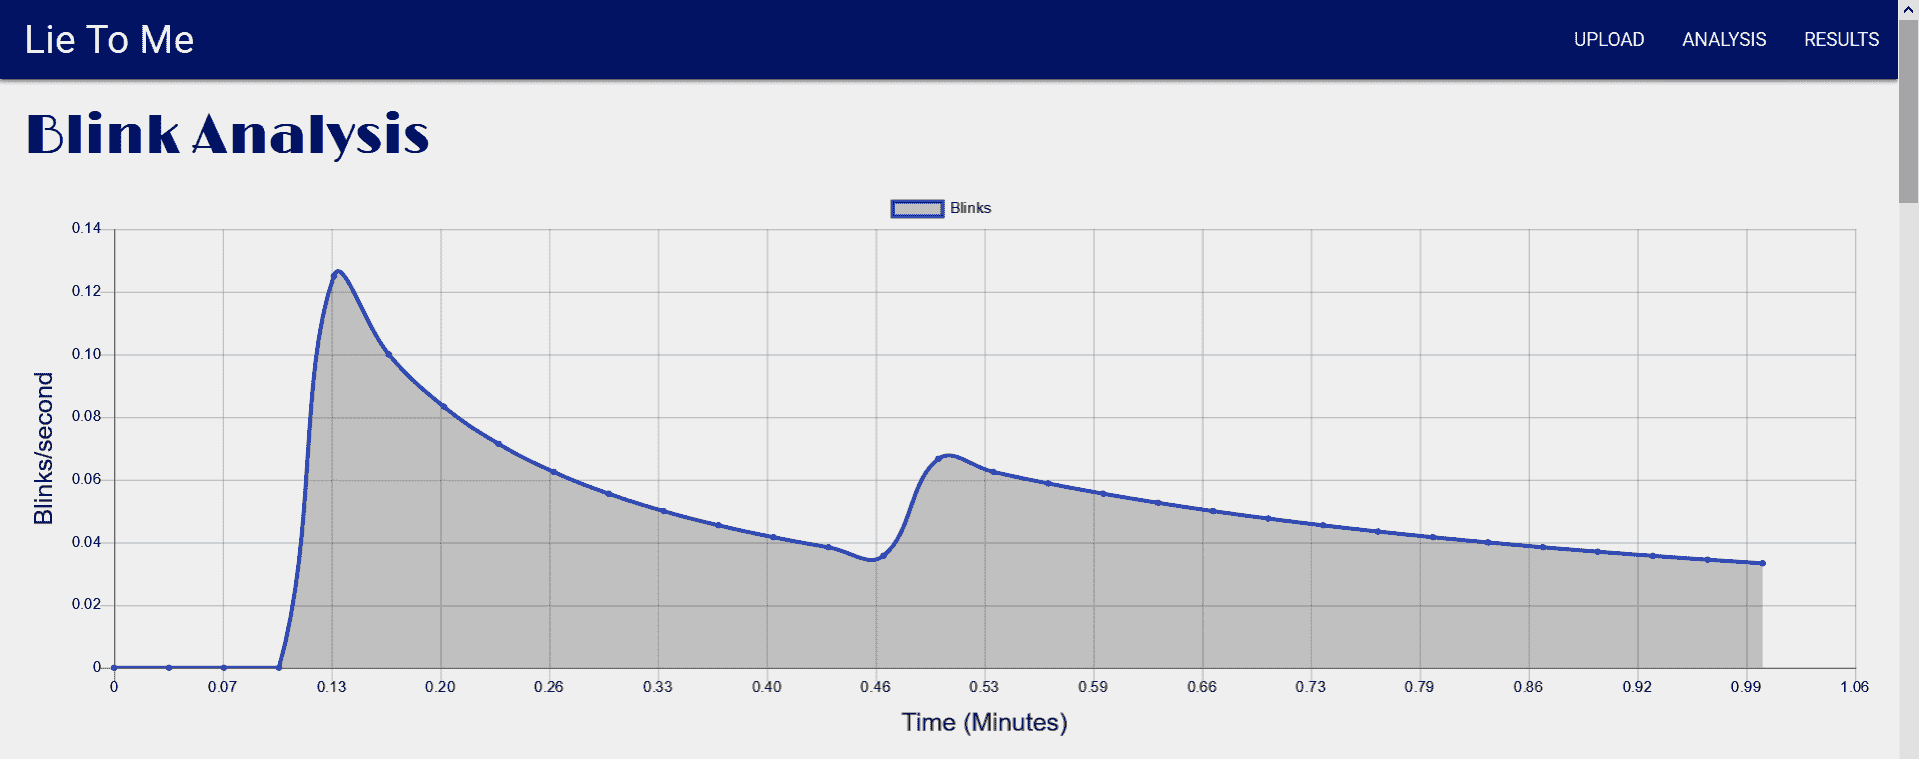 Lie To Me
UPLOAD ANALYSIS RESULTS
Blink Analysis
Blinks
0.14
0.12
0.10
0.08
0.06
0.04
0.02
0
Blinks/second
0 0.07 0.13 0.20 0.26 0.33 0.40 0.46 0.53 0.59 0.66 0.73 0.79 0.86 0.92 0.99 1.06
Time (Minutes)